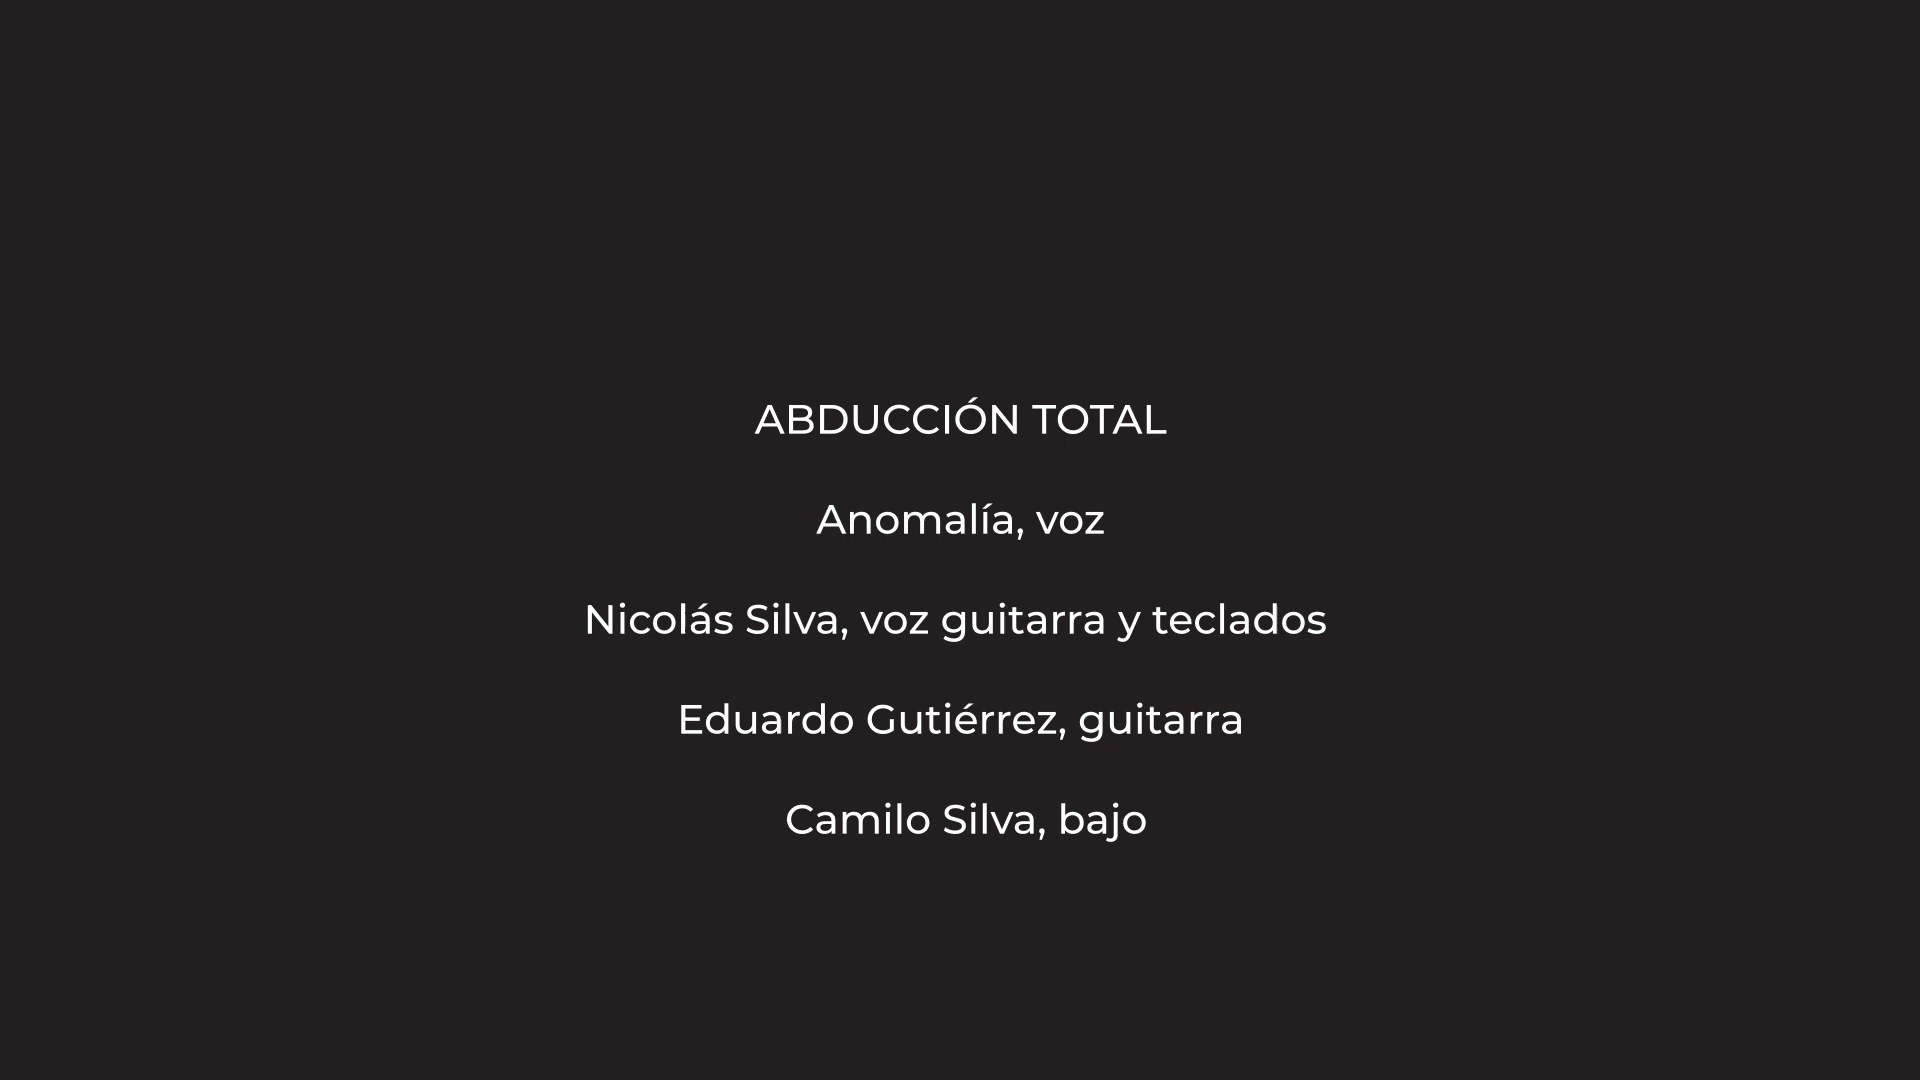 ABDUCCIÓN TOTAL
Anomalía, voz
Nicolás Silva, voz guitarra y teclados
Eduardo Gutiérrez, guitarra
Camilo Silva, bajo